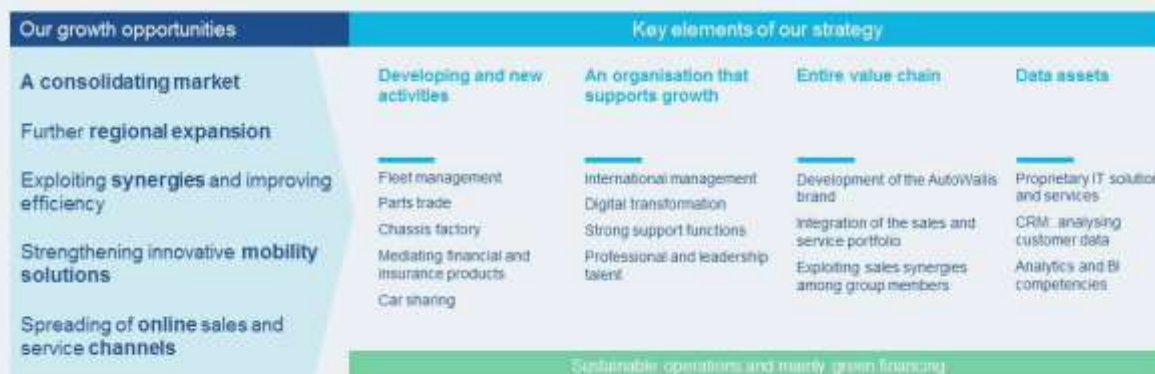 Our growth opportunities
Key elements of our strategy
A consolidating market
Further regional expansion
Exploiting synergies and improving
efficiency
Strengthening innovative mobility
solutions
Spreading of online sales and
service channels
Developing and new
activities
Fleet management
Parts trade
Chassis factory
Mediating financial and
insurance products
Car sharing
An organisation that
supports growth
International management
Digital transformation
Strong support functions
Professional and leadership
talent
Entire value chain
Development of the AutoWallis
brand
Integration of the sales and
service portfolio
Exploiting sales synergies
among group members
Data assets
Proprietary IT solution
and services
CRM: analysing
customer data
Analytics and BI
competencies
Sustainable operations and mainly green financing